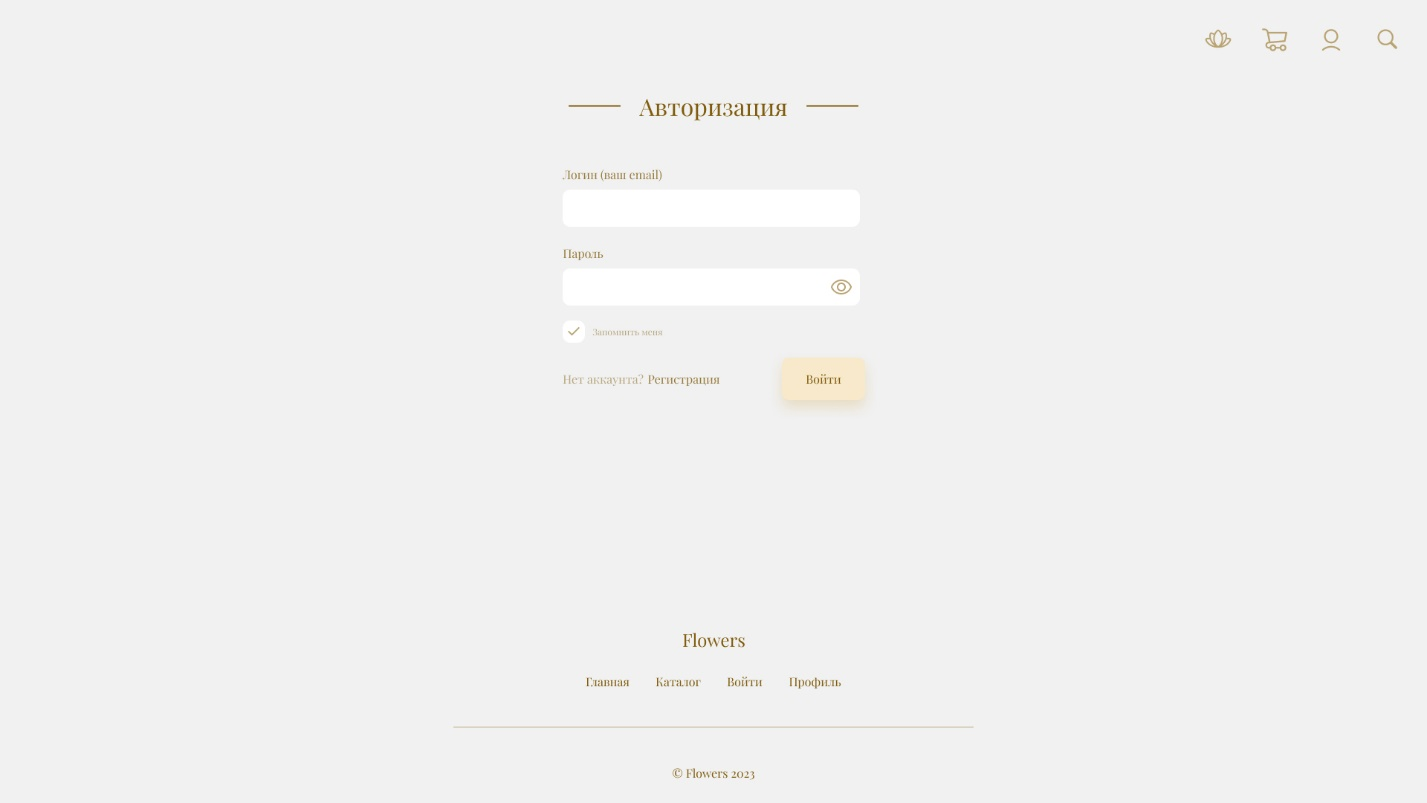 Авторизация
Логин (ваш email)
Пароль
Запомнить меня
Нет аккаунта? Регистрация
Войти
Flowers
Главная Каталог Войти Профиль
© Flowers 2023